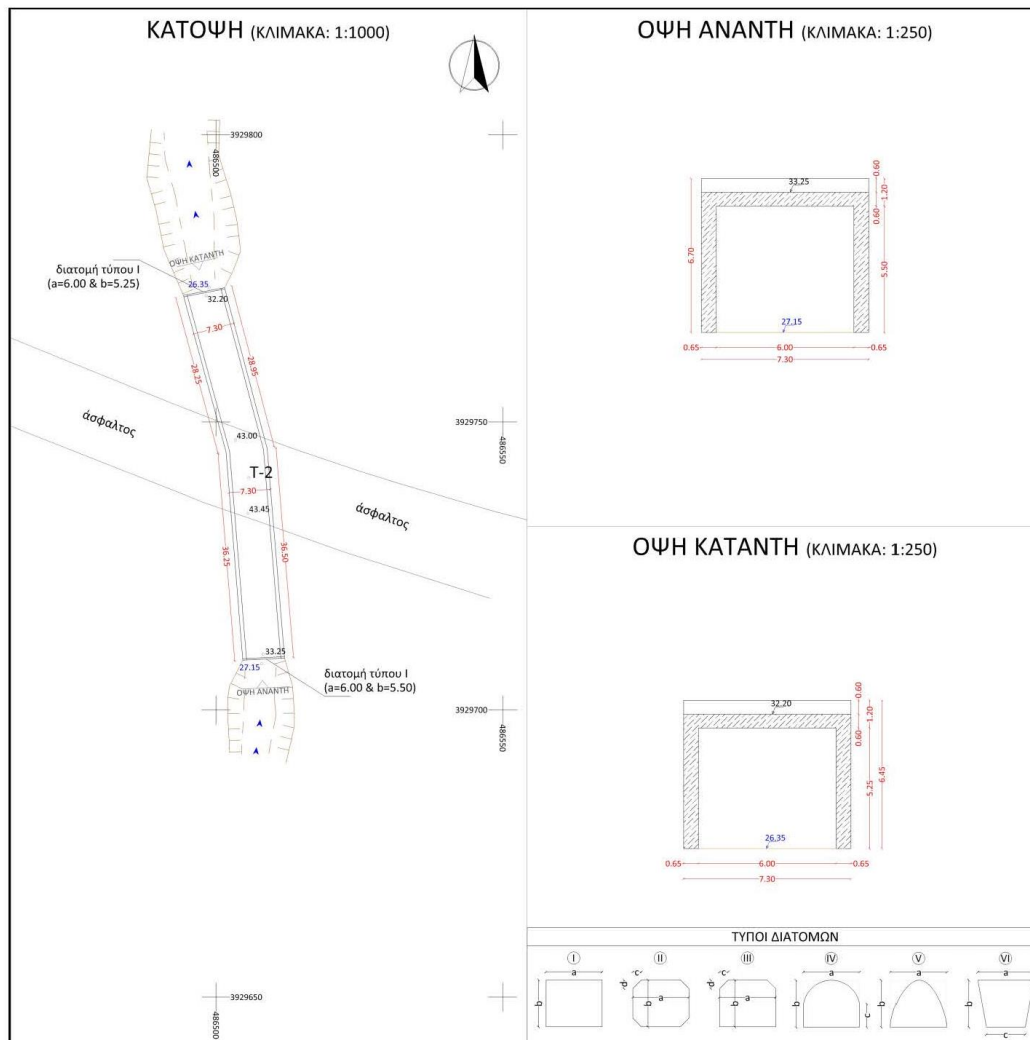 ΚΑΤΟΨΗ (ΚΛΙΜΑΚΑ: 1:1000)
3929800
486500
ΟΨΗ ΚΑΤΑΝΤΗ
διατομή τύπου Ι
(a=6.00 & b=5.25)
26.35
32.20
7.30
28.25
28.95
3929750
486550
άσφαλτος
43.00
T-2
7.30
43.45
άσφαλτος
36.25
36.50
33.25
27.15
διατομή τύπου Ι
(a=6.00 & b=5.50)
ΟΨΗ ΑΝΑΝΤΗ
3929700
486550
3929650
486500
ΟΨΗ ΑΝΑΝΤΗ (ΚΛΙΜΑΚΑ: 1:250)
0.60
33.25
1.20
0.60
6.70
5.50
27.15
0.65
6.00
0.65
7.30
ΟΨΗ ΚΑΤΑΝΤΗ (ΚΛΙΜΑΚΑ: 1:250)
0.60
32.20
1.20
0.60
5.25
6.45
26.35
0.65
6.00
0.65
7.30
ΤΥΠΟΙ ΔΙΑΤΟΜΩΝ
I II III IV V VI
a c c a a a
b d b a d b a b c b b c